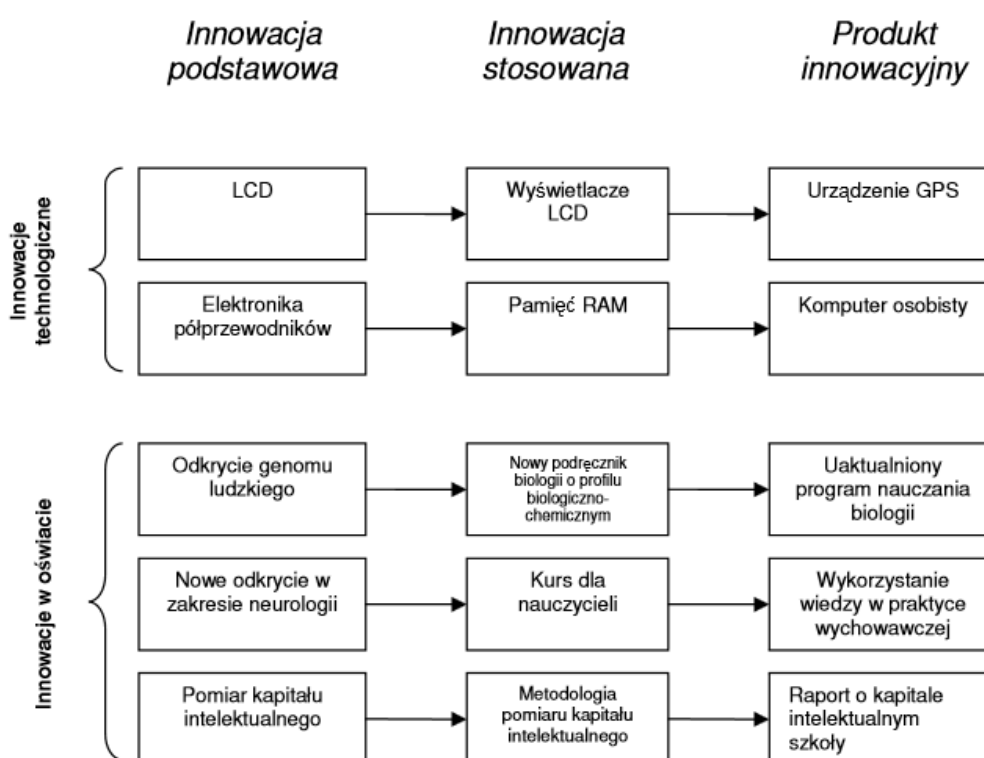 Innowacja
podstawowa
Innowacja
stosowana
Produkt
innowacyjny
Innowacje
technologiczne
LCD
Wyświetlacze
LCD
Urządzenie GPS
Elektronika
półprzewodników
Pamięć RAM
Komputer osobisty
Innowacje w oświacie
Odkrycie genomu
ludzkiego
Nowy podręcznik
biologii o profilu
biologiczno-
chemicznym
Uaktualniony
program nauczania
biologii
Nowe odkrycie w
zakresie neurologii
Kurs dla
nauczycieli
Wykorzystanie
wiedzy w praktyce
wychowawczej
Pomiar kapitału
intelektualnego
Metodologia
pomiaru kapitału
intelektualnego
Raport o kapitale
intelektualnym
szkoły